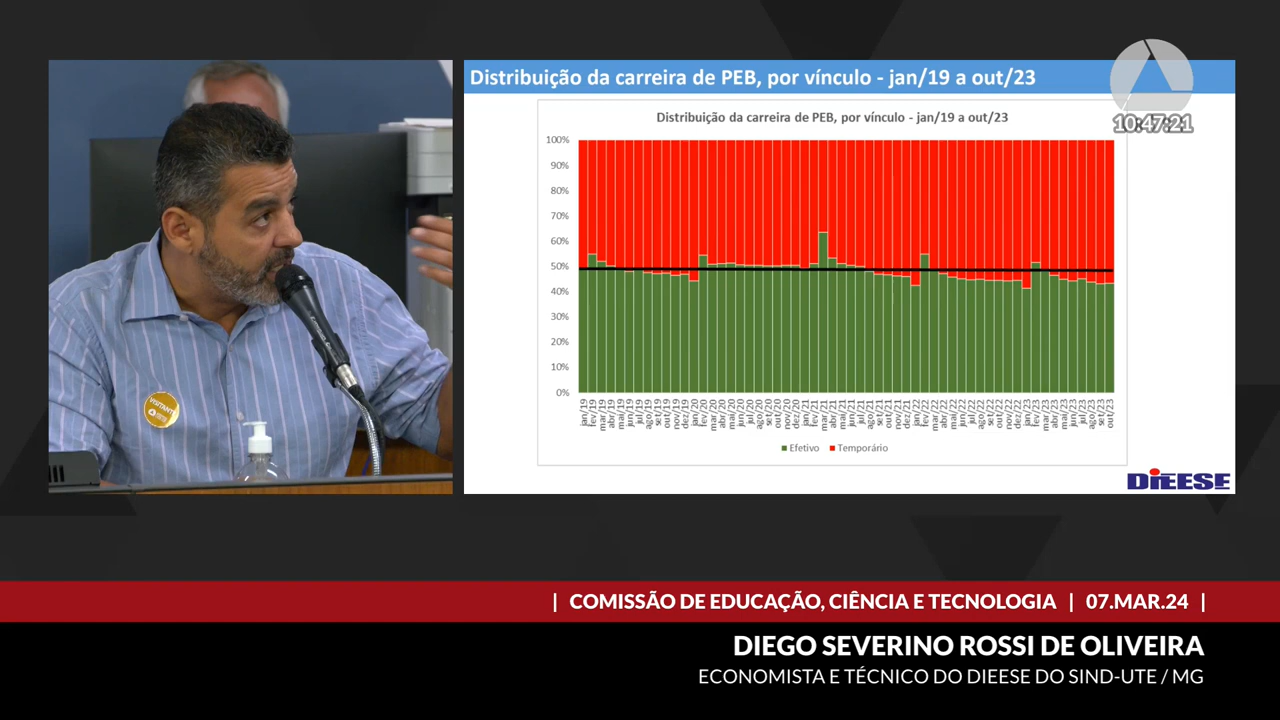 Distribuição da carreira de PEB, por vínculo - jan/19 a out/23
10:47:21
Distribuição da carreira de PEB, por vínculo - jan/19 a out/23
100%
90%
80%
70%
60%
50%
40%
30%
20%
10%
0%
jan/19
fev/19
mar/19
abr/19
mai/19
jun/19
jul/19
ago/19
set/19
out/19
nov/19
dez/19
jan/20
fev/20
mar/20
abr/20
mai/20
jun/20
jul/20
ago/20
set/20
out/20
nov/20
dez/20
jan/21
fev/21
mar/21
abr/21
mai/21
jun/21
jul/21
ago/21
set/21
out/21
nov/21
dez/21
jan/22
fev/22
mar/22
abr/22
mai/22
jun/22
jul/22
ago/22
set/22
out/22
nov/22
dez/22
jan/23
fev/23
mar/23
abr/23
mai/23
jun/23
jul/23
ago/23
set/23
out/23
Efetivo
Temporário
DIEESE
VISITANTE
| COMISSÃO DE EDUCAÇÃO, CIÊNCIA E TECNOLOGIA | 07.MAR.24 |
DIEGO SEVERINO ROSSI DE OLIVEIRA
ECONOMISTA E TÉCNICO DO DIEESE DO SIND-UTE / MG